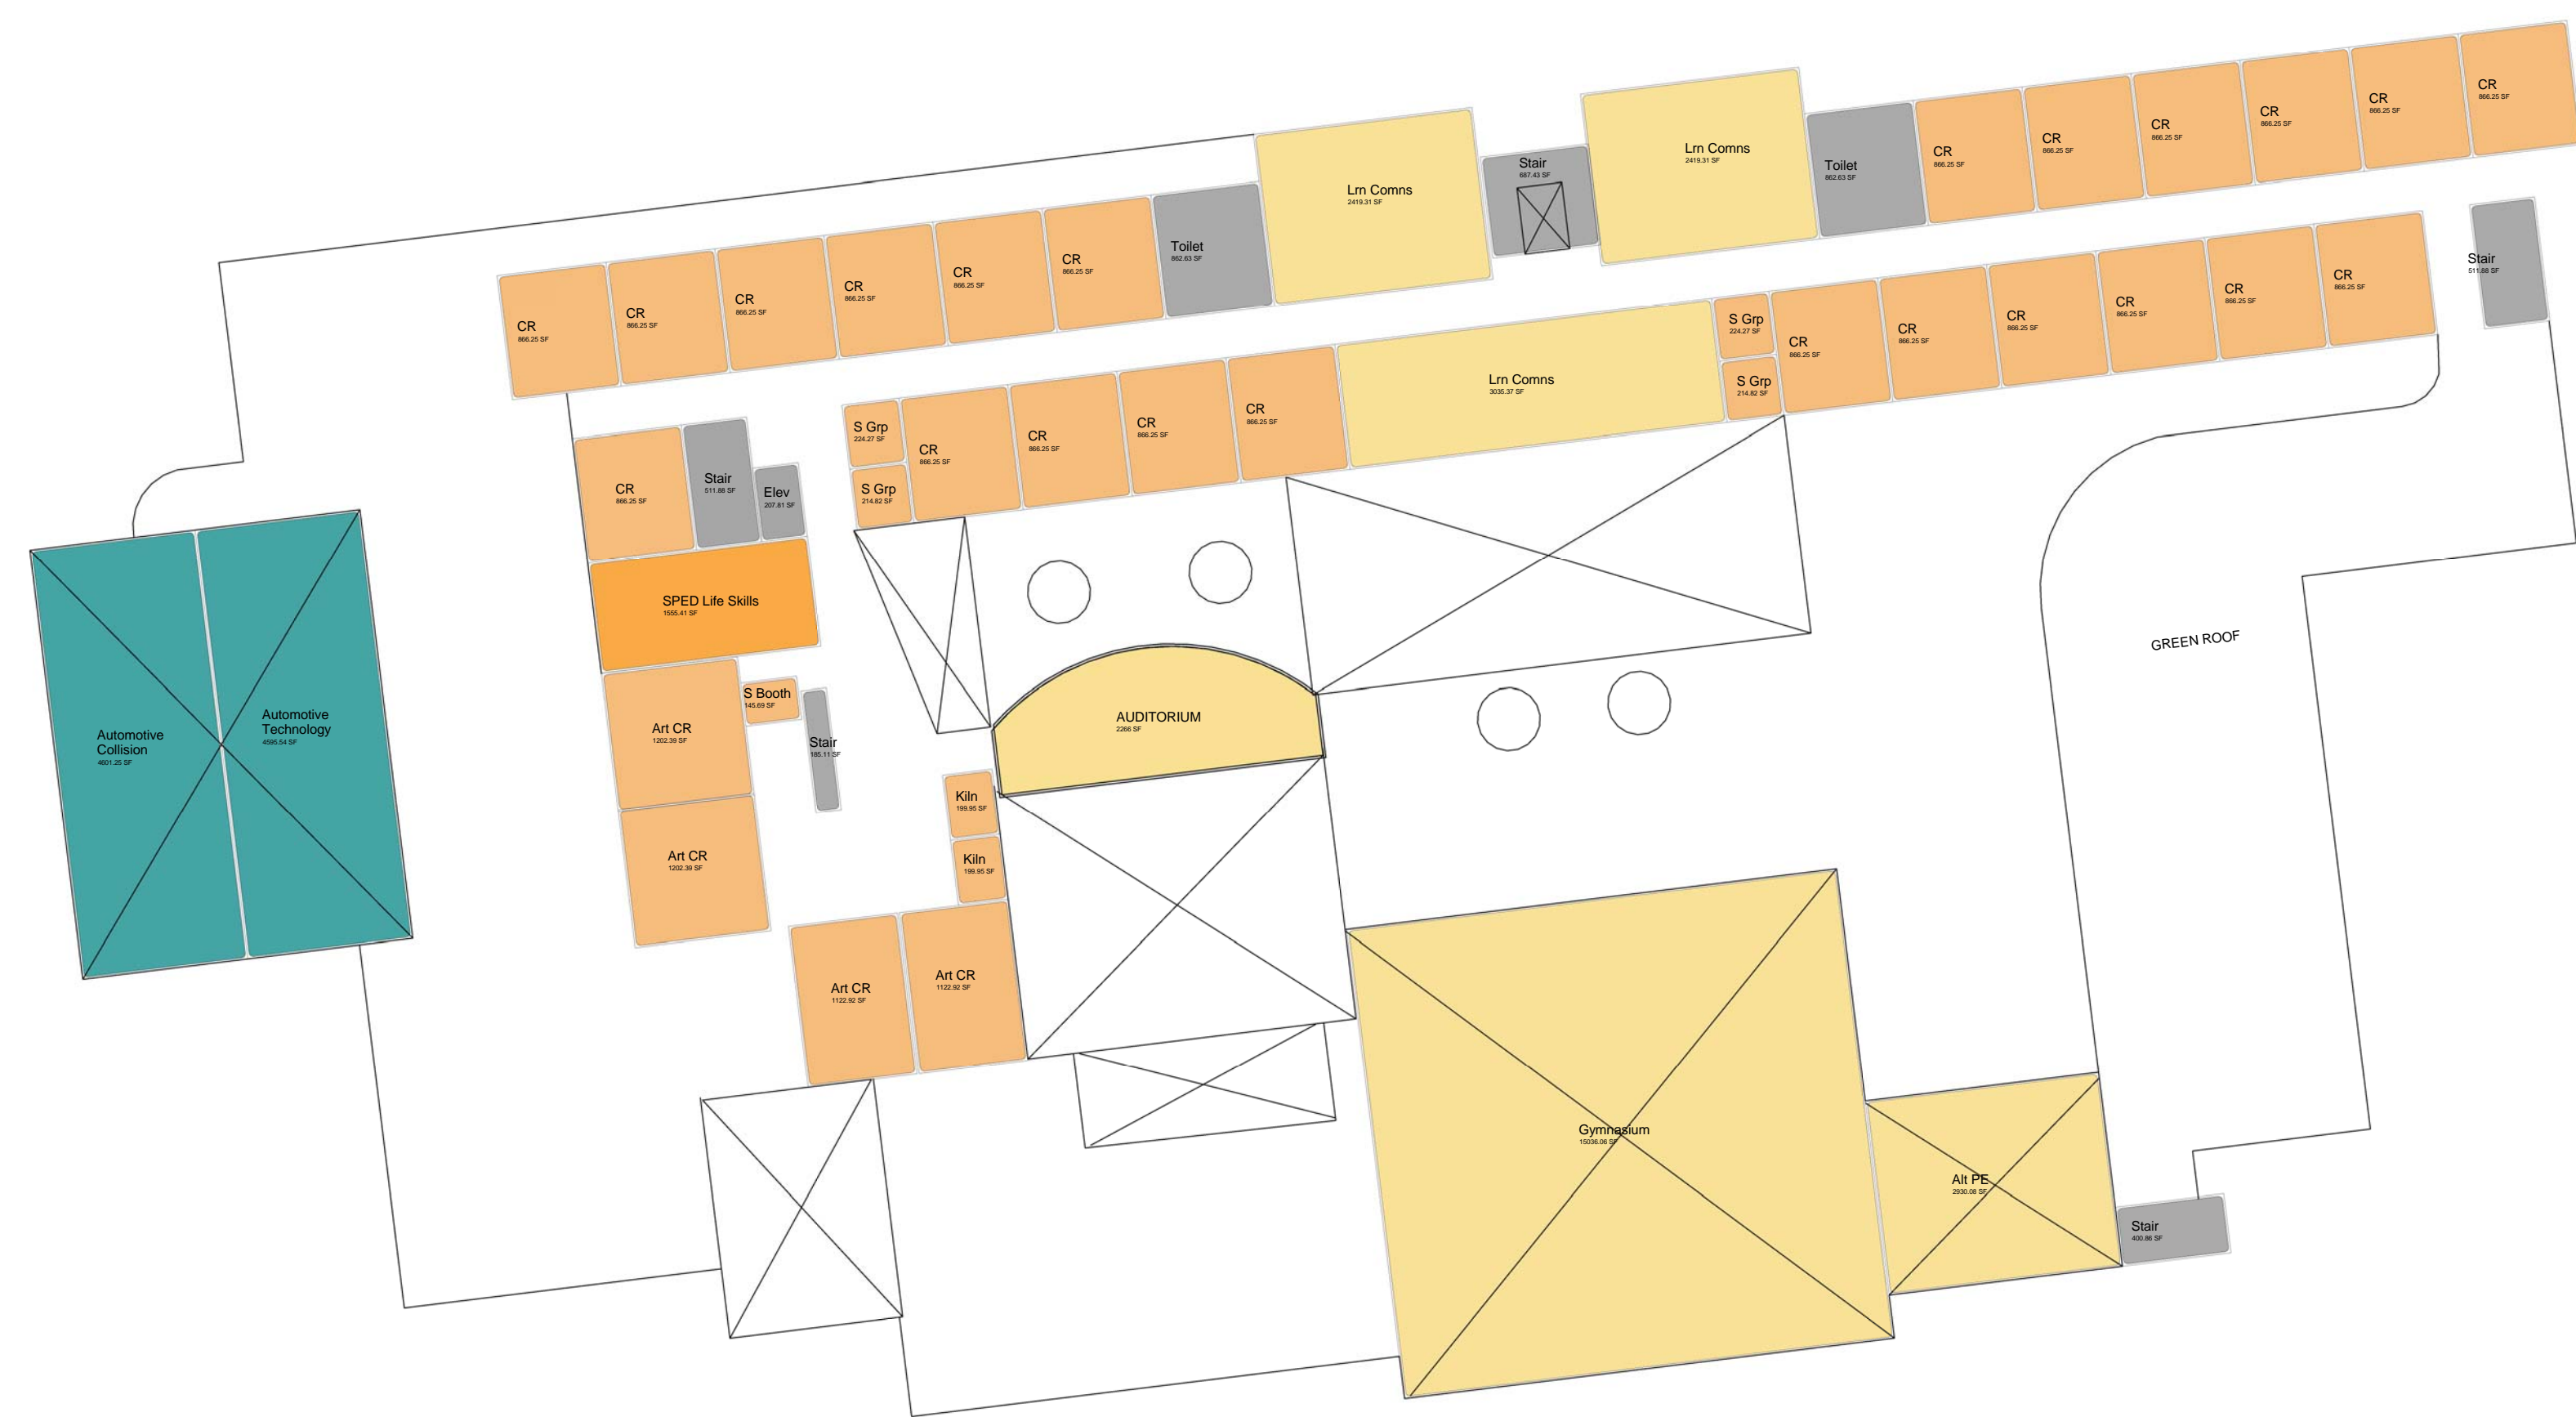 CR
866.25 SF
CR
866.25 SF
CR
866.25 SF
CR
866.25 SF
CR
866.25 SF
CR
866.25 SF
Toilet
862.63 SF
Lrn Comns
2419.31 SF
Stair
687.43 SF
Lrn Comns
2419.31 SF
Toilet
862.63 SF
CR
866.25 SF
CR
866.25 SF
CR
866.25 SF
CR
866.25 SF
CR
866.25 SF
CR
866.25 SF
S Grp
224.27 SF
S Grp
214.82 SF
CR
866.25 SF
CR
866.25 SF
CR
866.25 SF
CR
866.25 SF
Lrn Comns
3035.37 SF
S Grp
224.27 SF
S Grp
214.82 SF
CR
866.25 SF
CR
866.25 SF
CR
866.25 SF
CR
866.25 SF
CR
866.25 SF
CR
866.25 SF
Stair
511.88 SF
CR
866.25 SF
Stair
511.88 SF
Elev
207.81 SF
SPED Life Skills
1555.41 SF
GREEN ROOF
Automotive
Collision
4601.25 SF
Automotive
Technology
4595.54 SF
Art CR
1202.39 SF
S Booth
145.69 SF
Stair
185.11 SF
AUDITORIUM
2266 SF
Kiln
199.95 SF
Kiln
199.95 SF
Art CR
1202.39 SF
Art CR
1122.92 SF
Art CR
1122.92 SF
Gymnasium
15036.06 SF
Alt PE
2930.08 SF
Stair
400.86 SF